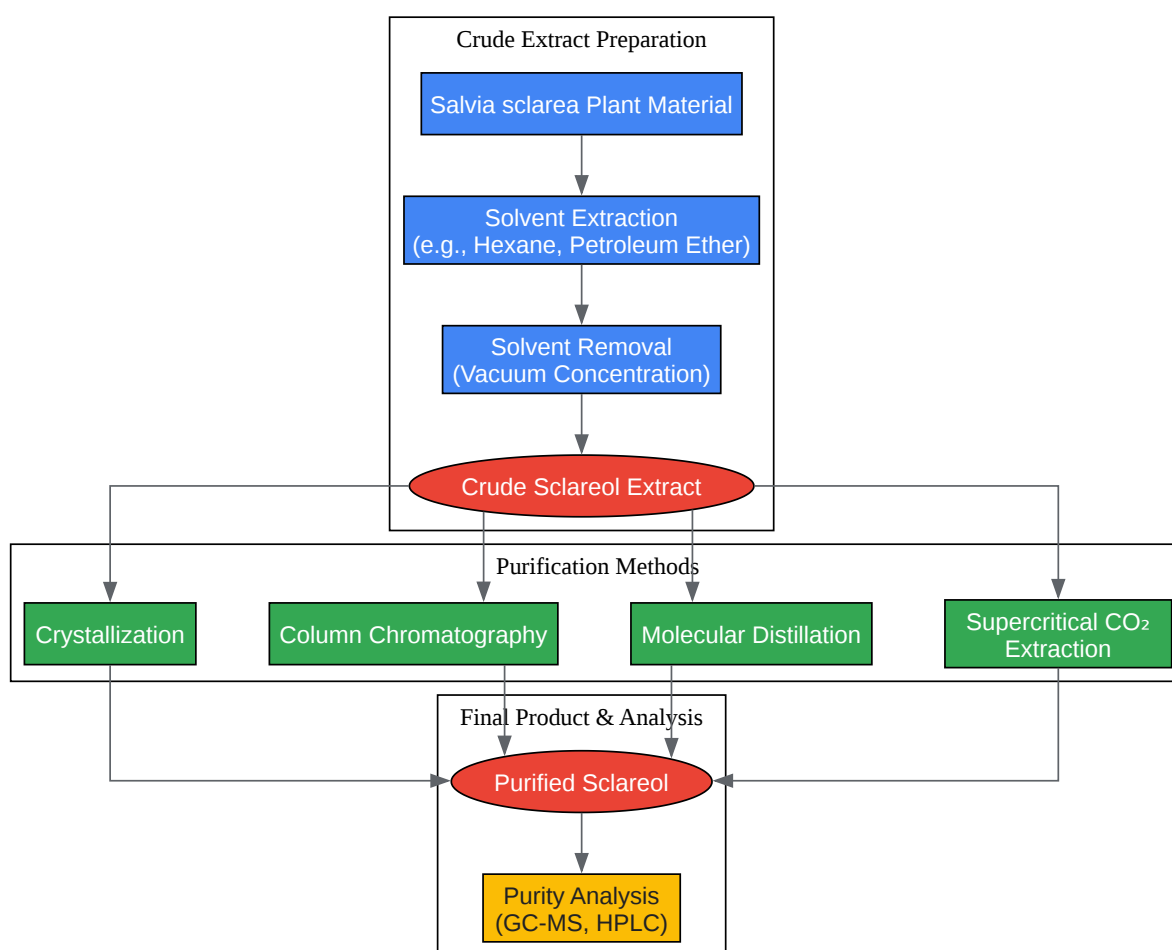 Crude Extract Preparation
Salvia sclarea Plant Material
Solvent Extraction
(e.g., Hexane, Petroleum Ether)
Solvent Removal
(Vacuum Concentration)
Crude Sclareol Extract
Purification Methods
Crystallization
Column Chromatography
Molecular Distillation
Supercritical CO₂
Extraction
Final Product & Analysis
Purified Sclareol
Purity Analysis
(GC-MS, HPLC)